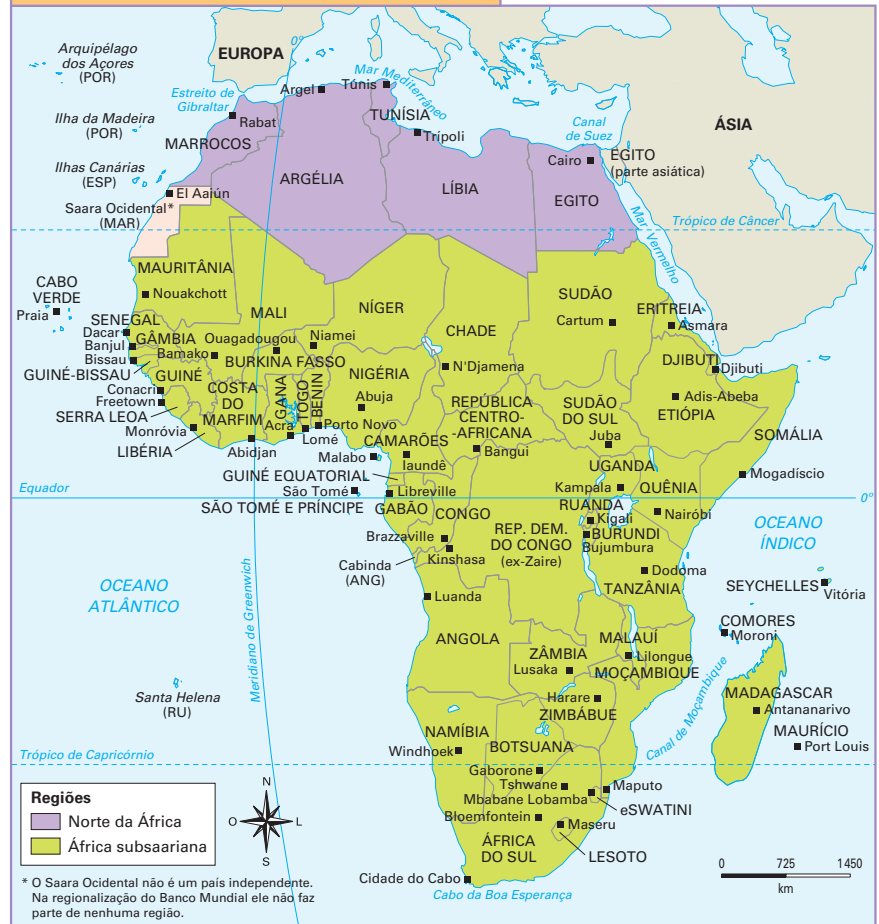 Arquipélago
dos Açores
(POR)
EUROPA
0°
Mar Mediterrâneo
Estreito de
Gibraltar
Argel
Túnis
TUNÍSIA
Ilha da Madeira
(POR)
Rabat
MARROCOS
Trípoli
Canal
de Suez
ÁSIA
Ilhas Canárias
(ESP)
Cairo
EGITO
(parte asiática)
El Aaiún
ARGÉLIA
LÍBIA
EGITO
Saara Ocidental*
(MAR)
Trópico de Câncer
Mar Vermelho
MAURITÂNIA
CABO
VERDE
Praia
Nouakchott
MALI
NÍGER
CHADE
SUDÃO
Cartum
ERITREIA
Asmara
SENEGAL
Dacar
GÂMBIA
Banjul
Bissau
Bamako
Ouagadougou
Niamei
BURKINA FASSO
N'Djamena
DJIBUTI
Djibuti
GUINÉ-BISSAU
GUINÉ
NIGÉRIA
Abuja
Adis-Abeba
ETIÓPIA
Conacri
Freetown
SERRA LEOA
COSTA
DO
MARFIM
GANA
TOGO
BENIN
REPÚBLICA
CENTRO-
-AFRICANA
Bangui
SUDÃO
DO SUL
Juba
SOMÁLIA
Monróvia
LIBÉRIA
Abidjan
Acra
Lomé
Porto Novo
CAMARÕES
Iaundê
Malabo
GUINÉ EQUATORIAL
UGANDA
Kampala
QUÊNIA
Mogadíscio
Equador
São Tomé
Libreville
0°
SÃO TOMÉ E PRÍNCIPE
GABÃO
CONGO
RUANDA
Kigali
Nairóbi
OCEANO
ÍNDICO
Brazzaville
REP. DEM.
DO CONGO
(ex-Zaire)
BURUNDI
Bujumbura
Kinshasa
Cabinda
(ANG)
Dodoma
TANZÂNIA
SEYCHELLES
Vitória
OCEANO
ATLÂNTICO
Meridiano de Greenwich
Luanda
COMORES
Moroni
ANGOLA
ZÂMBIA
Lusaka
MALAUÍ
Lilongue
MOÇAMBIQUE
Santa Helena
(RU)
Harare
ZIMBÁBUE
Canal de Moçambique
MADAGASCAR
Antananarivo
MAURÍCIO
Port Louis
NAMÍBIA
Windhoek
BOTSUANA
Trópico de Capricórnio
Gaborone
Tshwane
Mbabane Lobamba
Maputo
eSWATINI
Bloemfontein
Maseru
ÁFRICA
DO SUL
LESOTO
Cidade do Cabo
Cabo da Boa Esperança
Regiões
Norte da África
África subsaariana
N
O
L
S
0
725
1 450
km
* O Saara Ocidental não é um país independente.
Na regionalização do Banco Mundial ele não faz
parte de nenhuma região.